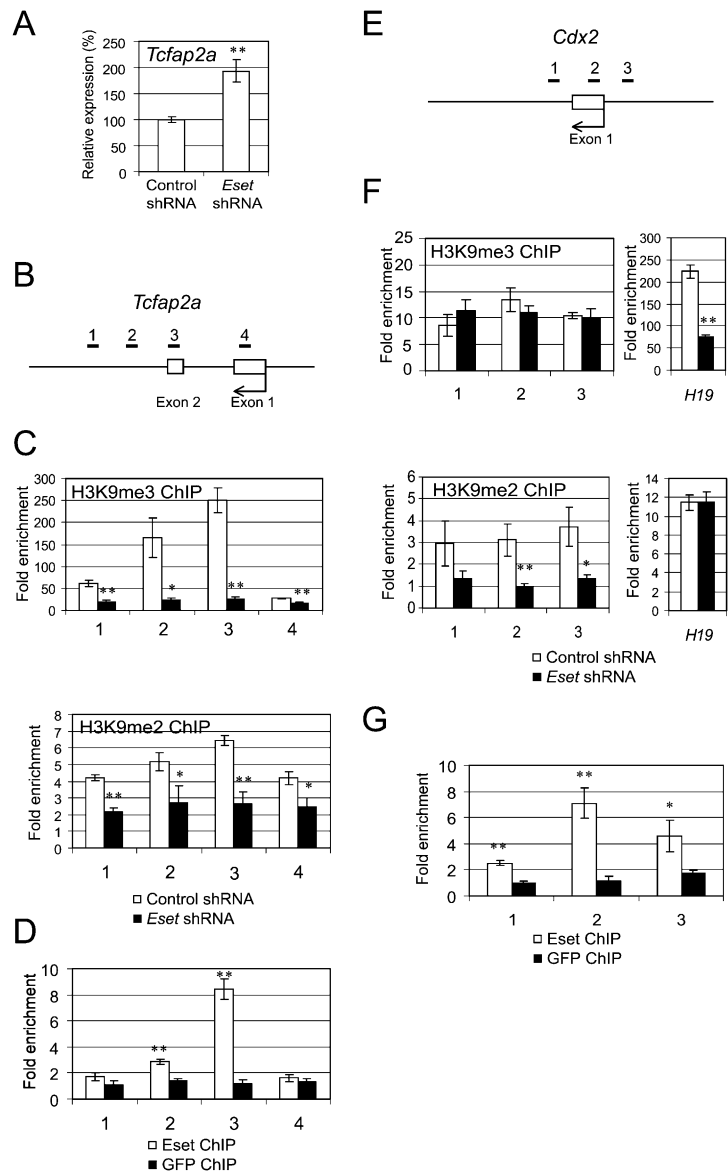 A
Tcfap2a
**
Relative expression (%)
250
200
150
100
50
0
Control shRNA
Eset shRNA
B
Tcfap2a
1 2 3 4
Exon 2 Exon 1
C
H3K9me3 ChIP
Fold enrichment
300
250
200
150
100
50
0
** * ** **
1 2 3 4
H3K9me2 ChIP
Fold enrichment
8
7
6
5
4
3
2
1
0
** * ** *
1 2 3 4
Control shRNA
Eset shRNA
D
Fold enrichment
10
8
6
4
2
0
** **
1 2 3 4
Eset ChIP
GFP ChIP
E
Cdx2
1 2 3
Exon 1
F
H3K9me3 ChIP
Fold enrichment
25
20
15
10
5
0
1 2 3
Fold enrichment
300
250
200
150
100
50
0
**
H19
H3K9me2 ChIP
Fold enrichment
6
5
4
3
2
1
0
** *
1 2 3
14
12
10
8
6
4
2
0
H19
Control shRNA
Eset shRNA
G
Fold enrichment
10
8
6
4
2
0
** ** *
1 2 3
Eset ChIP
GFP ChIP